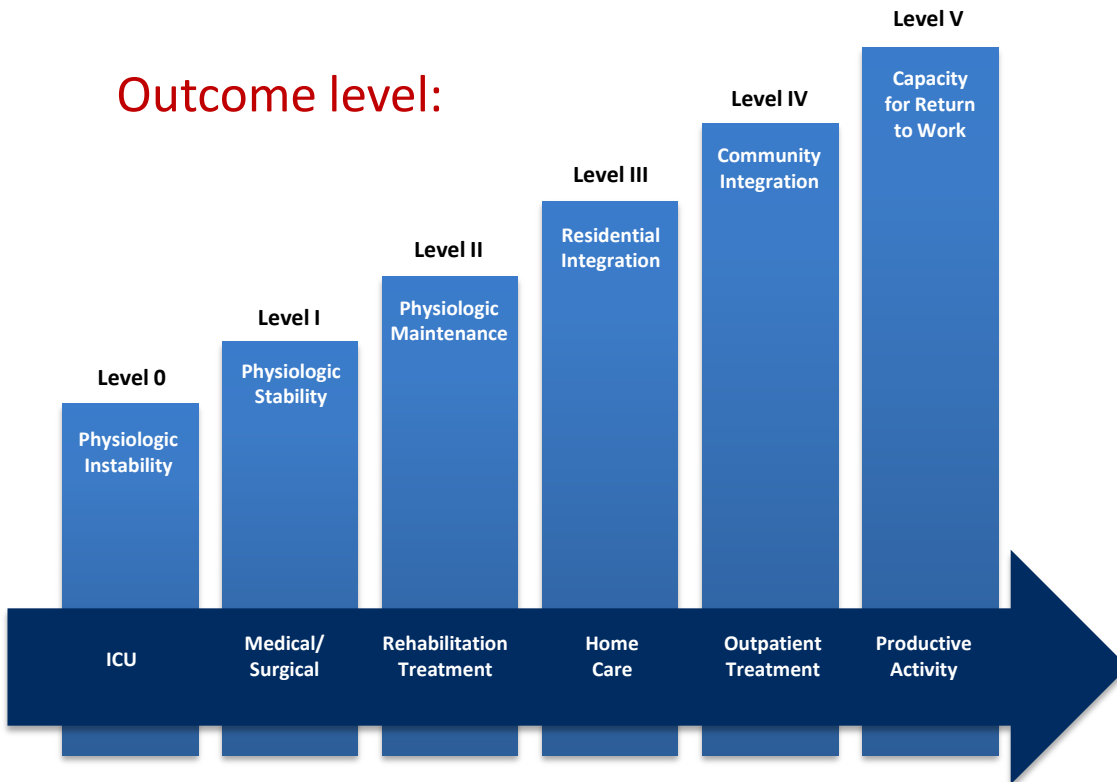 Outcome level:
Level 0
Physiologic
Instability
ICU
Level I
Physiologic
Stability
Medical/
Surgical
Level II
Physiologic
Maintenance
Rehabilitation
Treatment
Level III
Residential
Integration
Home
Care
Level IV
Community
Integration
Outpatient
Treatment
Level V
Capacity
for Return
to Work
Productive
Activity